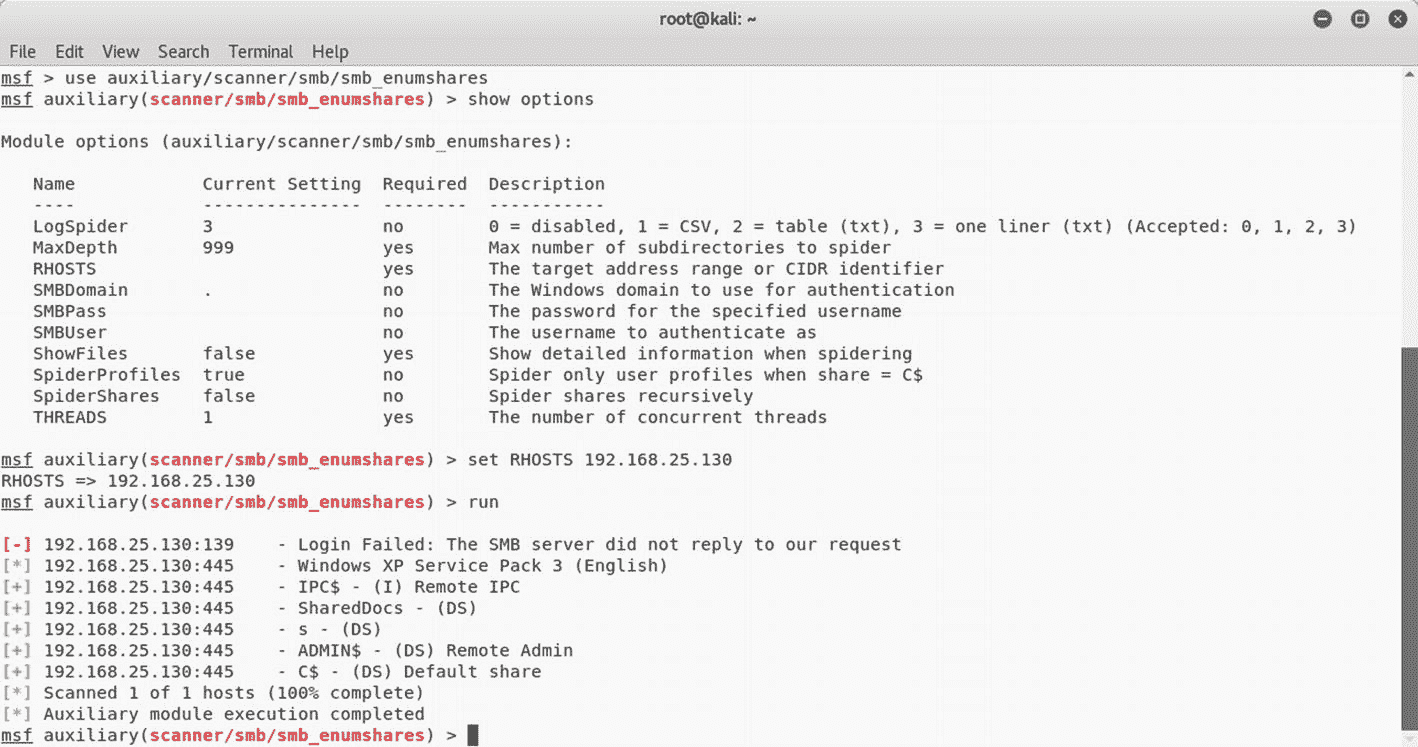 root@kali: ~
File Edit View Search Terminal Help
msf > use auxiliary/scanner/smb/smb_enumshares
msf auxiliary(scanner/smb/smb_enumshares) > show options
Module options (auxiliary/scanner/smb/smb_enumshares):
Name Current Setting Required Description
---- --------------- -------- -----------
LogSpider 3 no 0 = disabled, 1 = CSV, 2 = table (txt), 3 = one liner (txt) (Accepted: 0, 1, 2, 3)
MaxDepth 999 yes Max number of subdirectories to spider
RHOSTS yes The target address range or CIDR identifier
SMBDomain . no The Windows domain to use for authentication
SMBPass no The password for the specified username
SMBUser no The username to authenticate as
ShowFiles false yes Show detailed information when spidering
SpiderProfiles true no Spider only user profiles when share = C$
SpiderShares false no Spider shares recursively
THREADS 1 yes The number of concurrent threads
msf auxiliary(scanner/smb/smb_enumshares) > set RHOSTS 192.168.25.130
RHOSTS => 192.168.25.130
msf auxiliary(scanner/smb/smb_enumshares) > run
[-] 192.168.25.130:139 - Login Failed: The SMB server did not reply to our request
[*] 192.168.25.130:445 - Windows XP Service Pack 3 (English)
[+] 192.168.25.130:445 - IPC$ - (I) Remote IPC
[+] 192.168.25.130:445 - SharedDocs - (DS)
[+] 192.168.25.130:445 - s - (DS)
[+] 192.168.25.130:445 - ADMIN$ - (DS) Remote Admin
[+] 192.168.25.130:445 - C$ - (DS) Default share
[*] Scanned 1 of 1 hosts (100% complete)
[*] Auxiliary module execution completed
msf auxiliary(scanner/smb/smb_enumshares) >